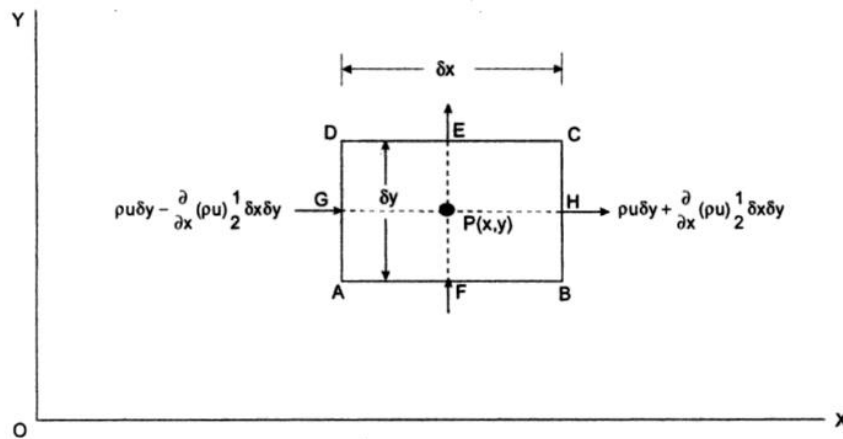 Y
δx
D E C
ρuδy − ∂/∂x (ρu) 1/2 δxδy G δy H ρuδy + ∂/∂x (ρu) 1/2 δxδy
P(x,y)
A F B
O X